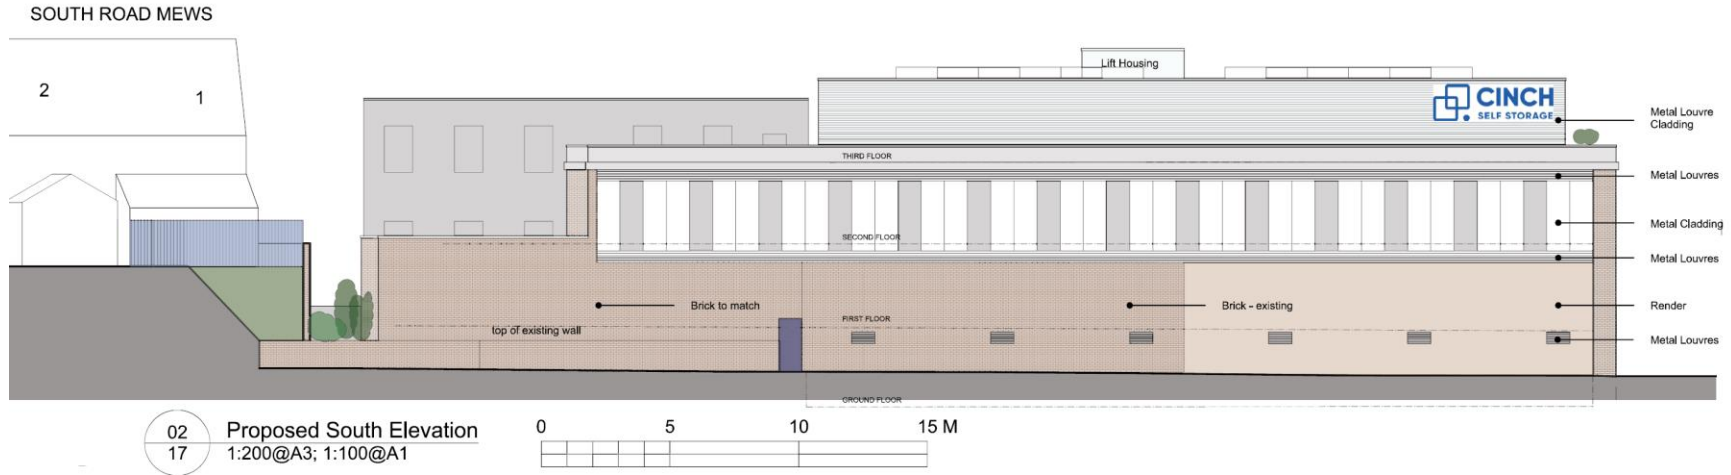 SOUTH ROAD MEWS
2
1
Lift Housing
CINCH
SELF STORAGE
Metal Louvre
Cladding
THIRD FLOOR
Metal Louvres
Metal Cladding
SECOND FLOOR
Metal Louvres
Brick to match
Brick - existing
Render
FIRST FLOOR
top of existing wall
Metal Louvres
GROUND FLOOR
02
17
Proposed South Elevation
1:200@A3; 1:100@A1
0 5 10 15 M